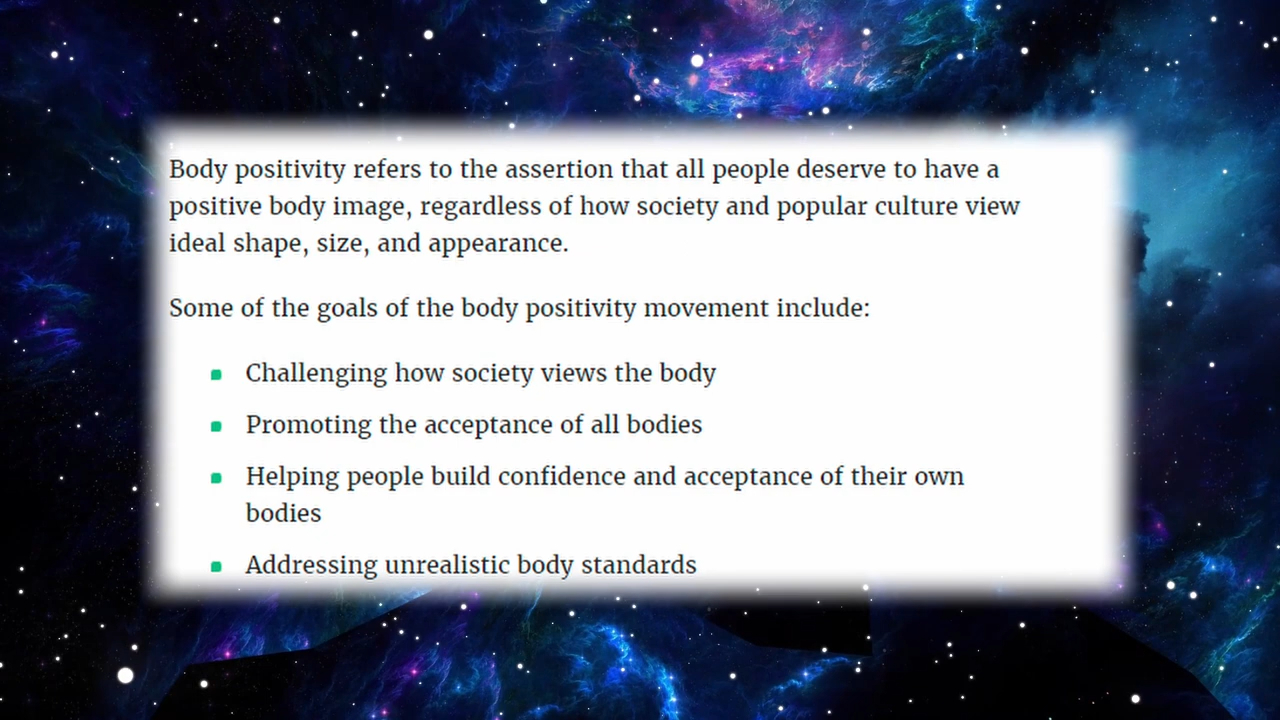 Body positivity refers to the assertion that all people deserve to have a
positive body image, regardless of how society and popular culture view
ideal shape, size, and appearance.
Some of the goals of the body positivity movement include:
Challenging how society views the body
Promoting the acceptance of all bodies
Helping people build confidence and acceptance of their own
bodies
Addressing unrealistic body standards